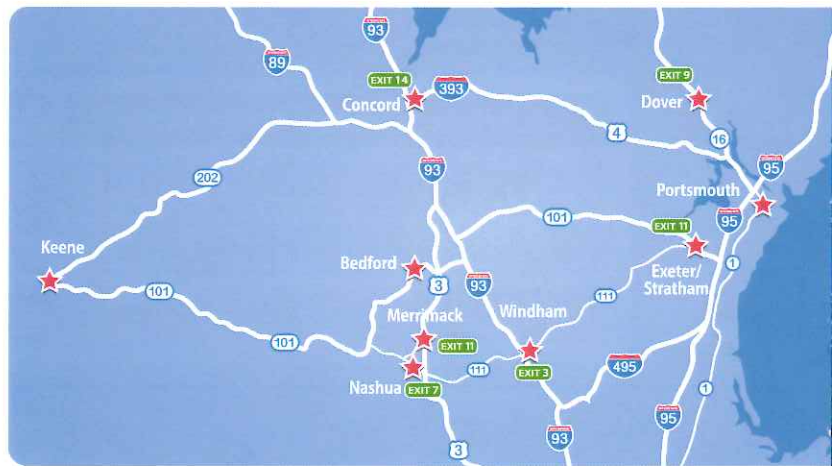 93
89
EXIT 14
EXIT 9
Concord
393
Dover
4
16
93
95
202
Portsmouth
101
95
EXIT 11
Keene
Bedford
Exeter/
Stratham
1
3
93
101
111
Windham
Merrimack
101
EXIT 11
111
EXIT 3
495
Nashua
EXIT 7
1
95
93
3